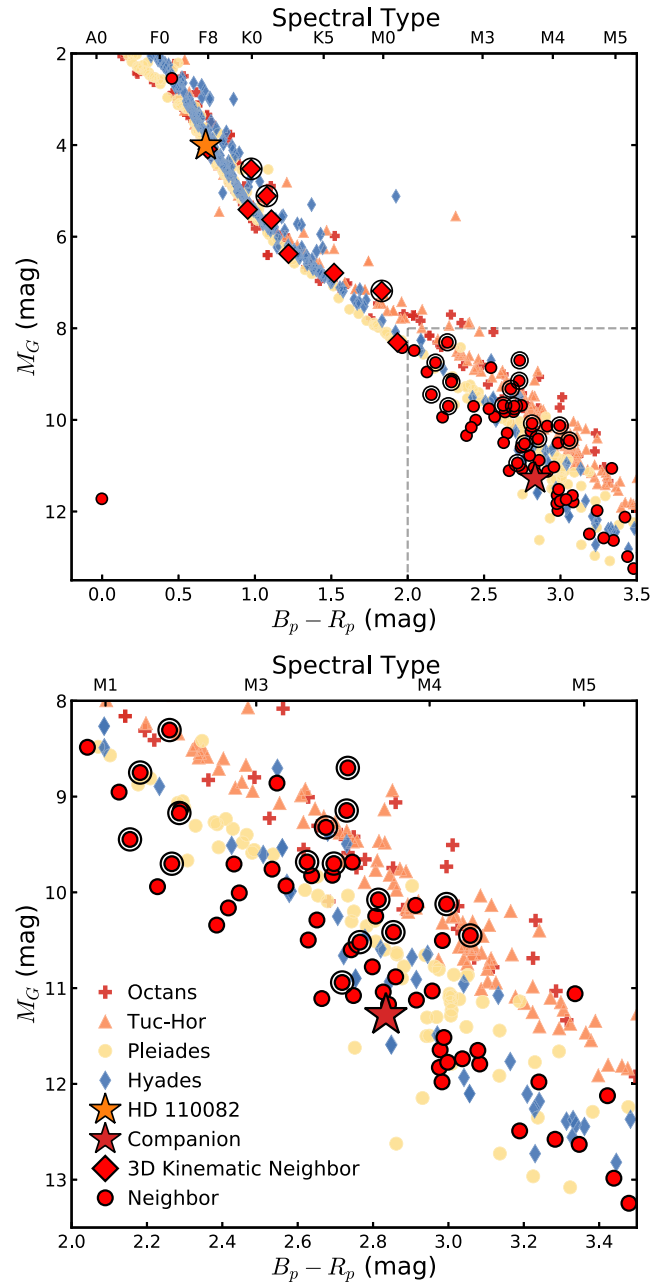 Spectral Type
A0 F0 F8 K0 K5 M0 M3 M4 M5
2
4
6
8
10
12
M_G (mag)
0.0 0.5 1.0 1.5 2.0 2.5 3.0 3.5
B_p − R_p (mag)
Spectral Type
M1 M3 M4 M5
8
9
10
11
12
13
M_G (mag)
Octans
Tuc-Hor
Pleiades
Hyades
HD 110082
Companion
3D Kinematic Neighbor
Neighbor
2.0 2.2 2.4 2.6 2.8 3.0 3.2 3.4
B_p − R_p (mag)